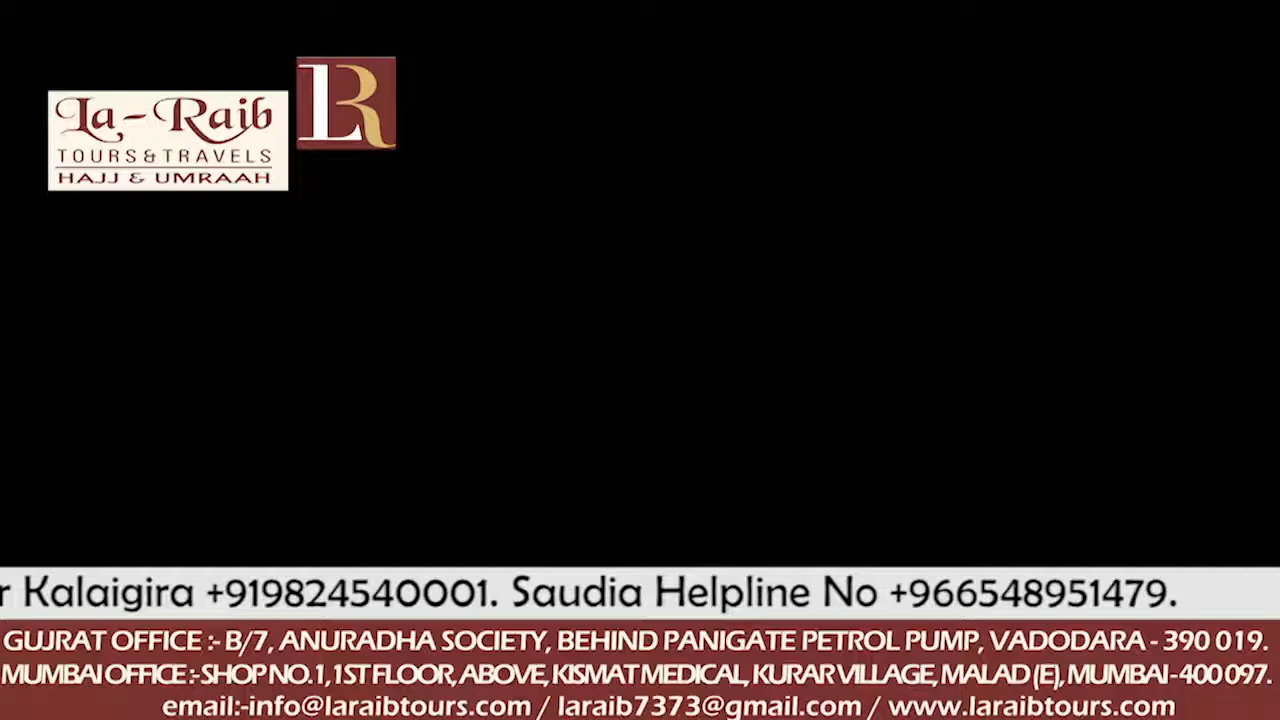 La-Raib
TOURS & TRAVELS
HAJJ & UMRAAH
LR
r Kalaigira +919824540001. Saudia Helpline No +966548951479.
GUJRAT OFFICE :- B/7, ANURADHA SOCIETY, BEHIND PANIGATE PETROL PUMP, VADODARA - 390 019.
MUMBAI OFFICE :- SHOP NO. 1, 1ST FLOOR, ABOVE, KISMAT MEDICAL, KURAR VILLAGE, MALAD (E), MUMBAI - 400 097.
email:-info@laraibtours.com / laraib7373@gmail.com / www.laraibtours.com